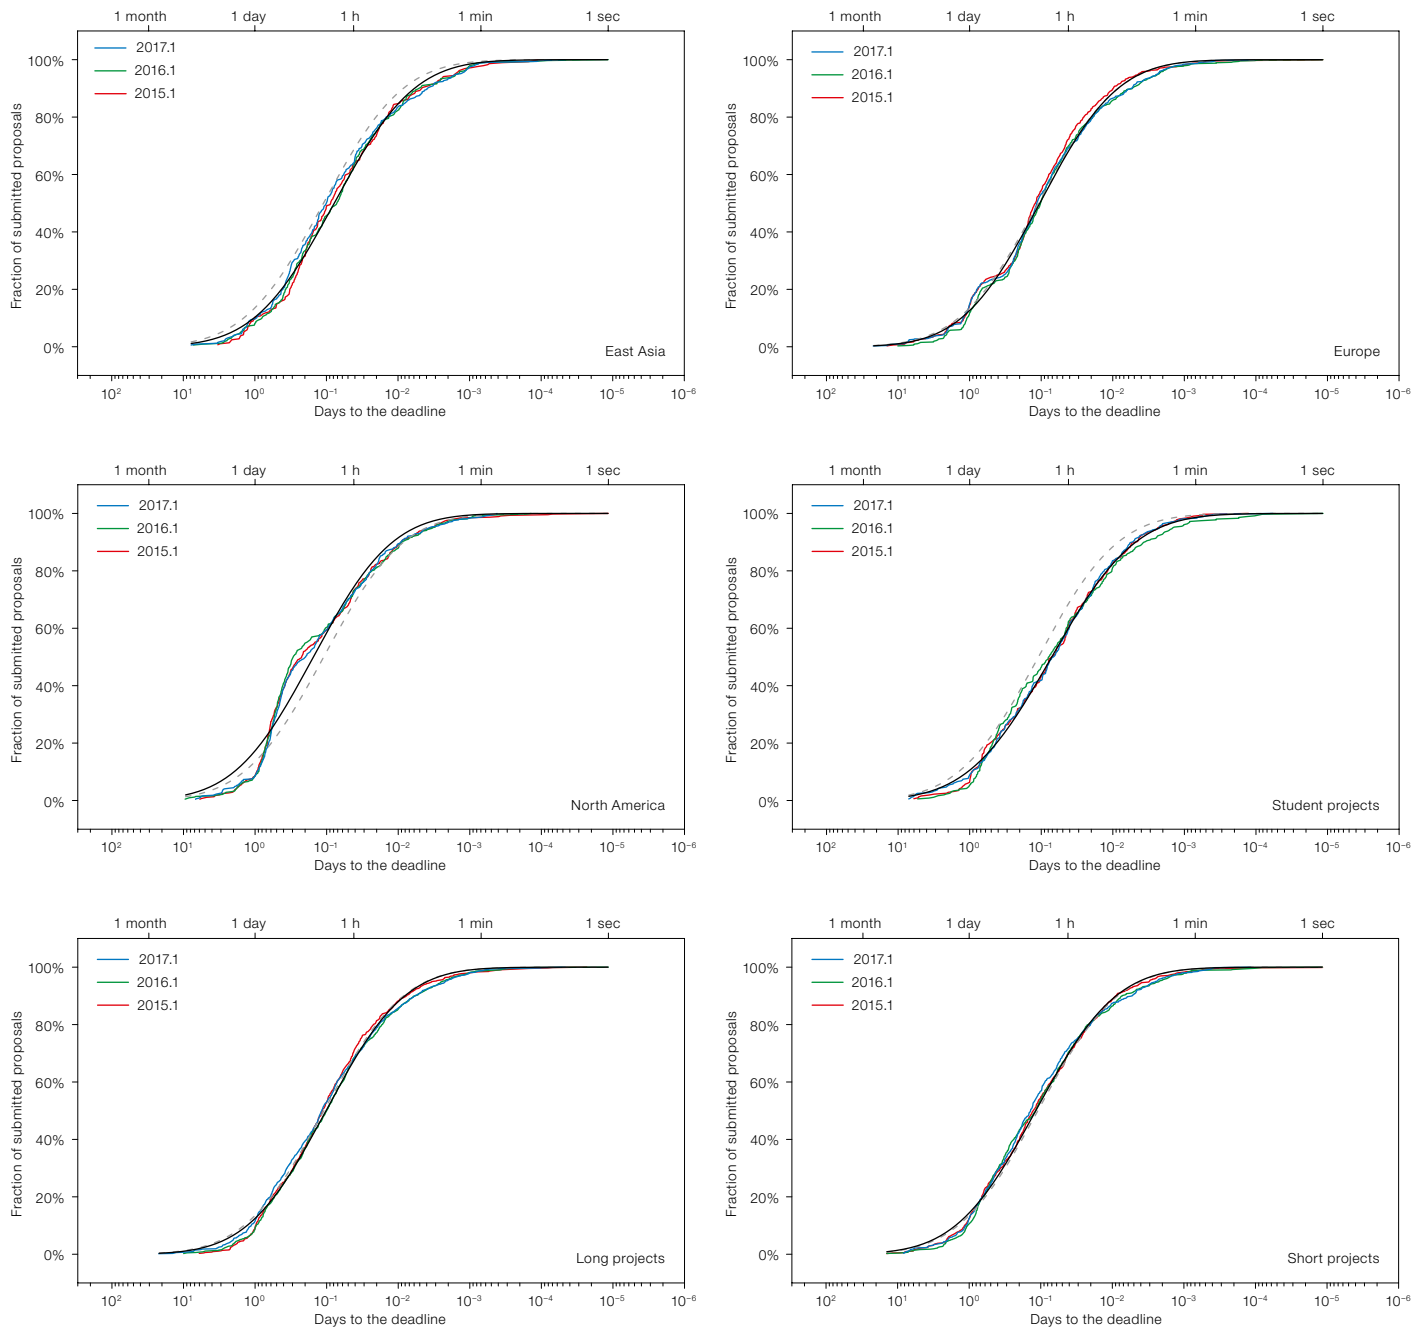 1 month 1 day 1 h 1 min 1 sec
1 month 1 day 1 h 1 min 1 sec
Fraction of submitted proposals
100%
80%
60%
40%
20%
0%
2017.1
2016.1
2015.1
East Asia
10² 10¹ 10⁰ 10⁻¹ 10⁻² 10⁻³ 10⁻⁴ 10⁻⁵ 10⁻⁶
Days to the deadline
Fraction of submitted proposals
100%
80%
60%
40%
20%
0%
2017.1
2016.1
2015.1
Europe
10² 10¹ 10⁰ 10⁻¹ 10⁻² 10⁻³ 10⁻⁴ 10⁻⁵ 10⁻⁶
Days to the deadline
1 month 1 day 1 h 1 min 1 sec
1 month 1 day 1 h 1 min 1 sec
Fraction of submitted proposals
100%
80%
60%
40%
20%
0%
2017.1
2016.1
2015.1
North America
10² 10¹ 10⁰ 10⁻¹ 10⁻² 10⁻³ 10⁻⁴ 10⁻⁵ 10⁻⁶
Days to the deadline
Fraction of submitted proposals
100%
80%
60%
40%
20%
0%
2017.1
2016.1
2015.1
Student projects
10² 10¹ 10⁰ 10⁻¹ 10⁻² 10⁻³ 10⁻⁴ 10⁻⁵ 10⁻⁶
Days to the deadline
1 month 1 day 1 h 1 min 1 sec
1 month 1 day 1 h 1 min 1 sec
Fraction of submitted proposals
100%
80%
60%
40%
20%
0%
2017.1
2016.1
2015.1
Long projects
10² 10¹ 10⁰ 10⁻¹ 10⁻² 10⁻³ 10⁻⁴ 10⁻⁵ 10⁻⁶
Days to the deadline
Fraction of submitted proposals
100%
80%
60%
40%
20%
0%
2017.1
2016.1
2015.1
Short projects
10² 10¹ 10⁰ 10⁻¹ 10⁻² 10⁻³ 10⁻⁴ 10⁻⁵ 10⁻⁶
Days to the deadline